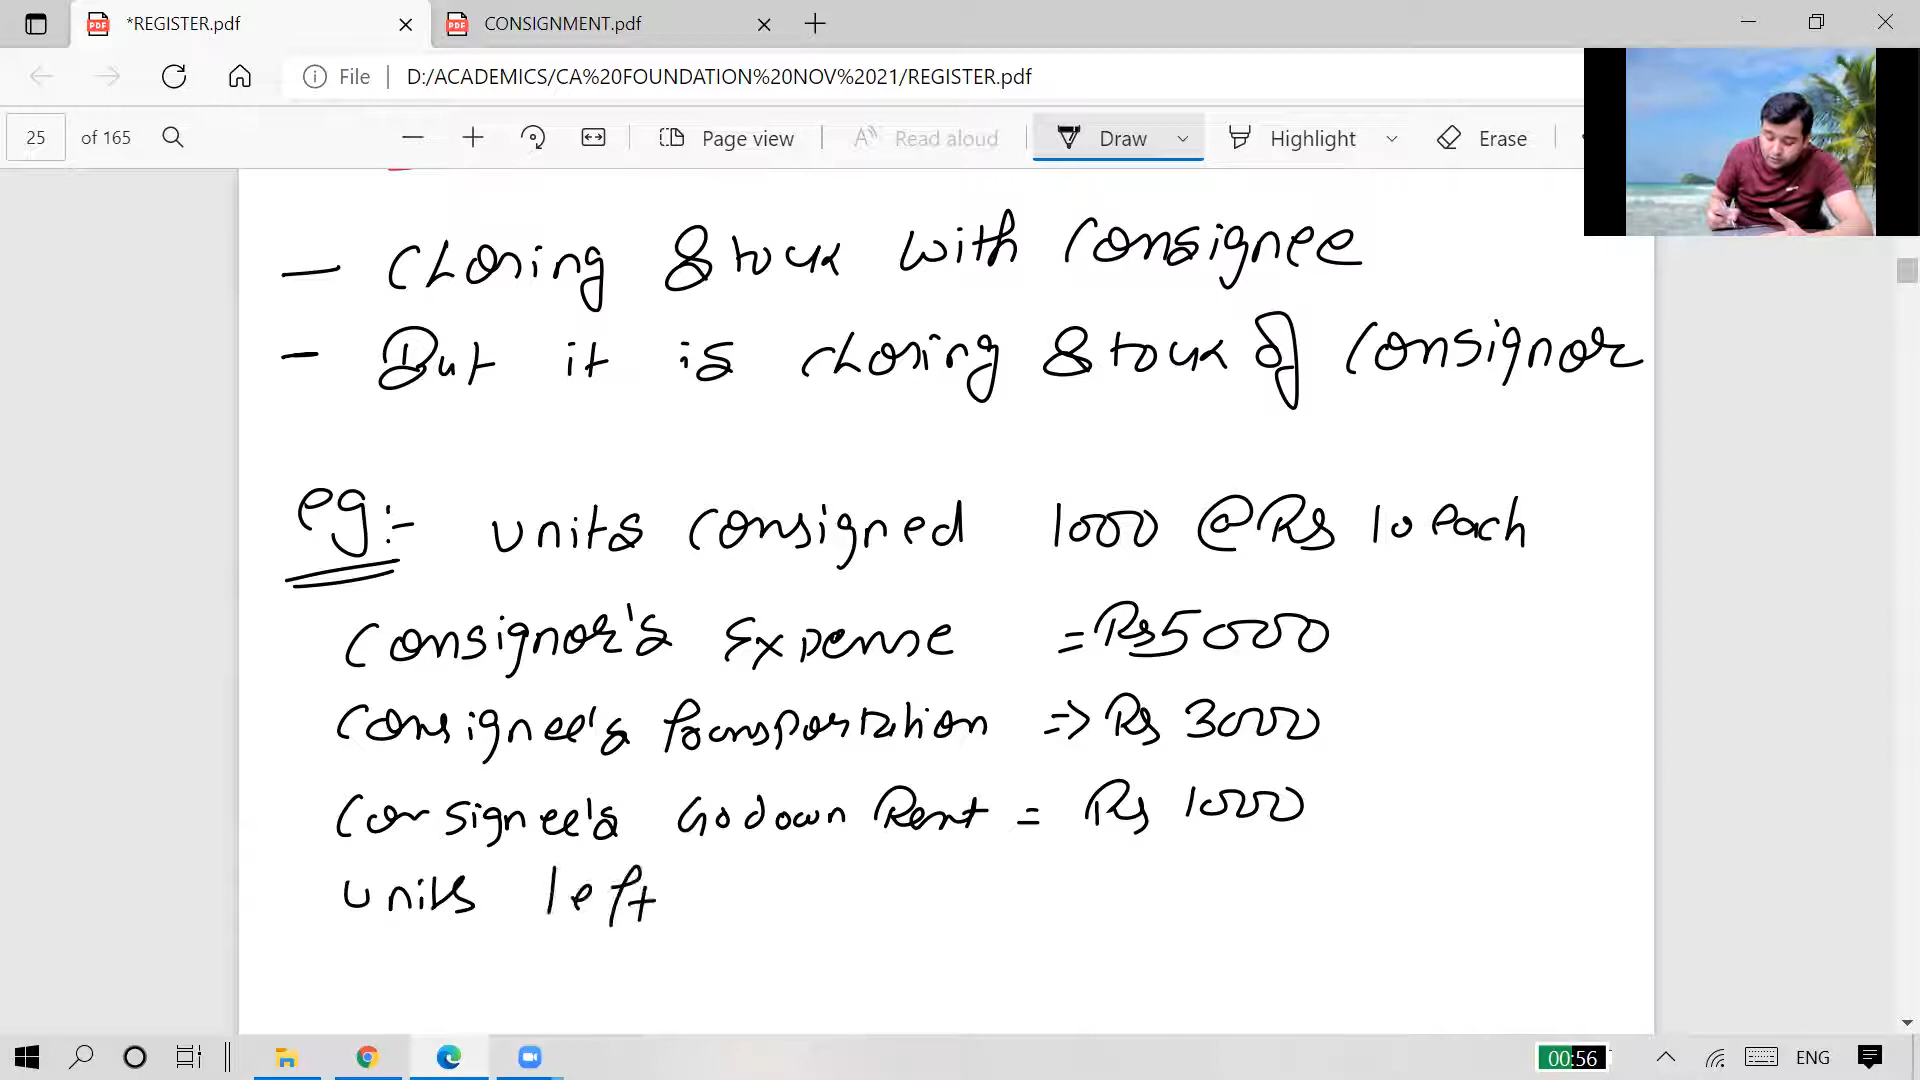 *REGISTER.pdf
CONSIGNMENT.pdf
File
D:/ACADEMICS/CA%20FOUNDATION%20NOV%2021/REGISTER.pdf
25 of 165
Page view
Read aloud
Draw
Highlight
Erase
- Closing Stock with Consignee
- But it is closing Stock of Consignor
eg:- units consigned 1000 @ Rs 10 each
Consignor's Expense = Rs 5000
Consignee's Transportation => Rs 3000
Consignee's Godown Rent = Rs 1000
units left
00:56
ENG